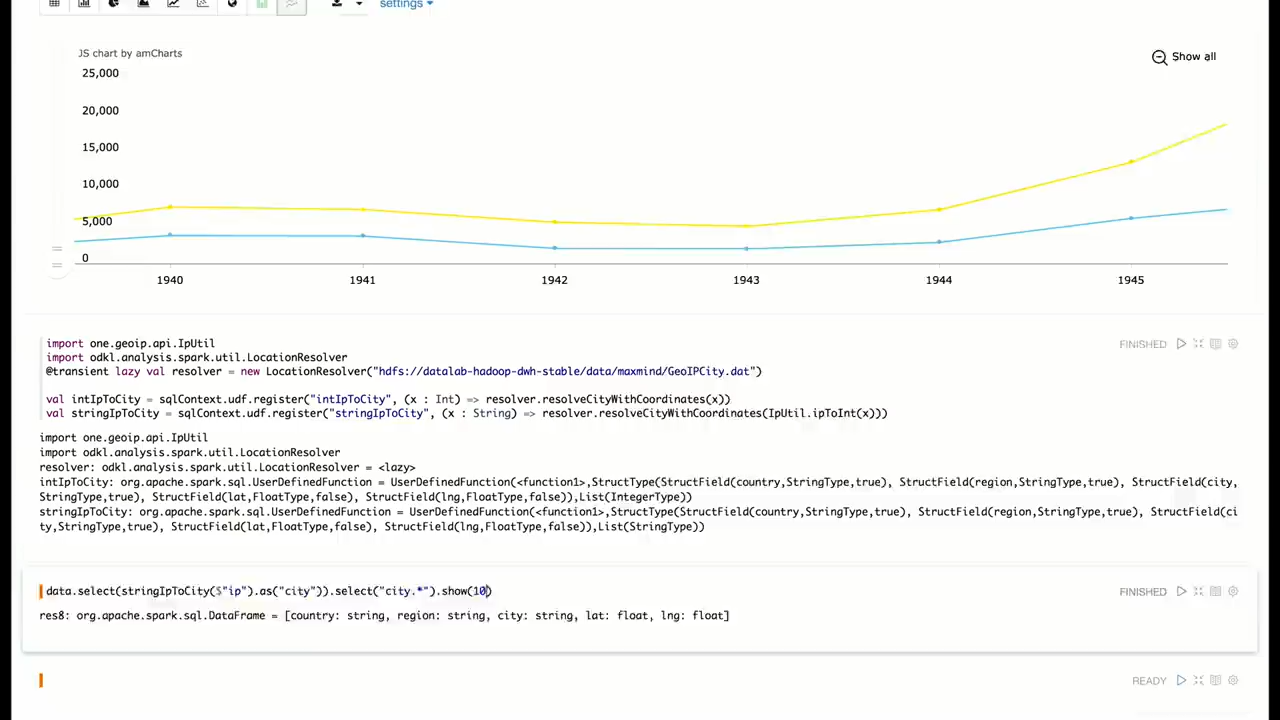 settings
JS chart by amCharts
Show all
25,000
20,000
15,000
10,000
5,000
0
1940 1941 1942 1943 1944 1945
import one.geoip.api.IpUtil
FINISHED
import odkl.analysis.spark.util.LocationResolver
@transient lazy val resolver = new LocationResolver("hdfs://datalab-hadoop-dwh-stable/data/maxmind/GeoIPCity.dat")
val intIpToCity = sqlContext.udf.register("intIpToCity", (x : Int) => resolver.resolveCityWithCoordinates(x))
val stringIpToCity = sqlContext.udf.register("stringIpToCity", (x : String) => resolver.resolveCityWithCoordinates(IpUtil.ipToInt(x)))
import one.geoip.api.IpUtil
import odkl.analysis.spark.util.LocationResolver
resolver: odkl.analysis.spark.util.LocationResolver = <lazy>
intIpToCity: org.apache.spark.sql.UserDefinedFunction = UserDefinedFunction(<function1>,StructType(StructField(country,StringType,true), StructField(region,StringType,true), StructField(city,
StringType,true), StructField(lat,FloatType,false), StructField(lng,FloatType,false)),List(IntegerType))
stringIpToCity: org.apache.spark.sql.UserDefinedFunction = UserDefinedFunction(<function1>,StructType(StructField(country,StringType,true), StructField(region,StringType,true), StructField(ci
ty,StringType,true), StructField(lat,FloatType,false), StructField(lng,FloatType,false)),List(StringType))
data.select(stringIpToCity($"ip").as("city")).select("city.*").show(10)
FINISHED
res8: org.apache.spark.sql.DataFrame = [country: string, region: string, city: string, lat: float, lng: float]
READY